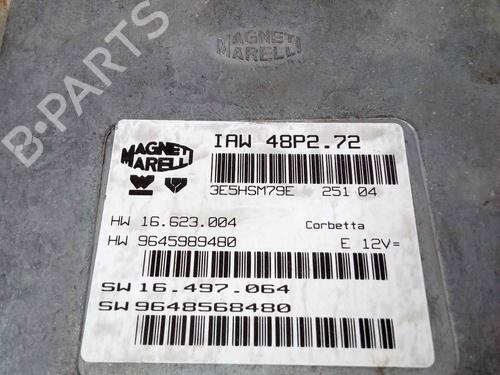 MAGNETI
MARELLI
B-PARTS
IAW 48P2.72
MAGNETI
MARELLI
3E5HSM79E 251 04
HW 16.623.004 Corbetta
HW 9645989480 E 12V=
SW 16.497.064
SW 9648568480